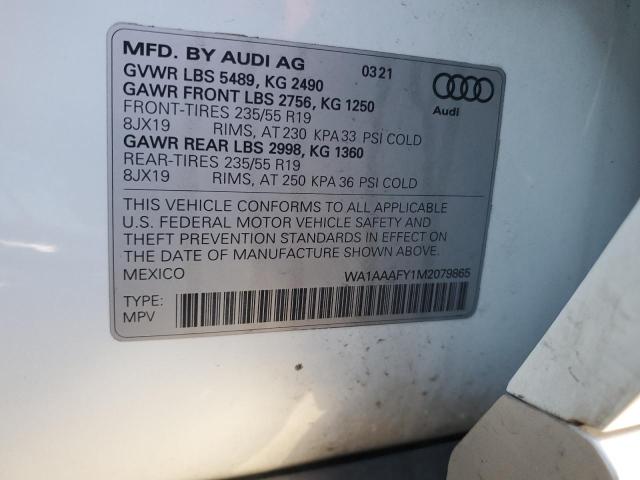 MFD. BY AUDI AG 0321
GVWR LBS 5489, KG 2490
GAWR FRONT LBS 2756, KG 1250
FRONT-TIRES 235/55 R19
8JX19 RIMS, AT 230 KPA 33 PSI COLD
GAWR REAR LBS 2998, KG 1360
REAR-TIRES 235/55 R19
8JX19 RIMS, AT 250 KPA 36 PSI COLD
Audi
THIS VEHICLE CONFORMS TO ALL APPLICABLE
U.S. FEDERAL MOTOR VEHICLE SAFETY AND
THEFT PREVENTION STANDARDS IN EFFECT ON
THE DATE OF MANUFACTURE SHOWN ABOVE.
MEXICO WA1AAAFY1M2079865
TYPE:
MPV